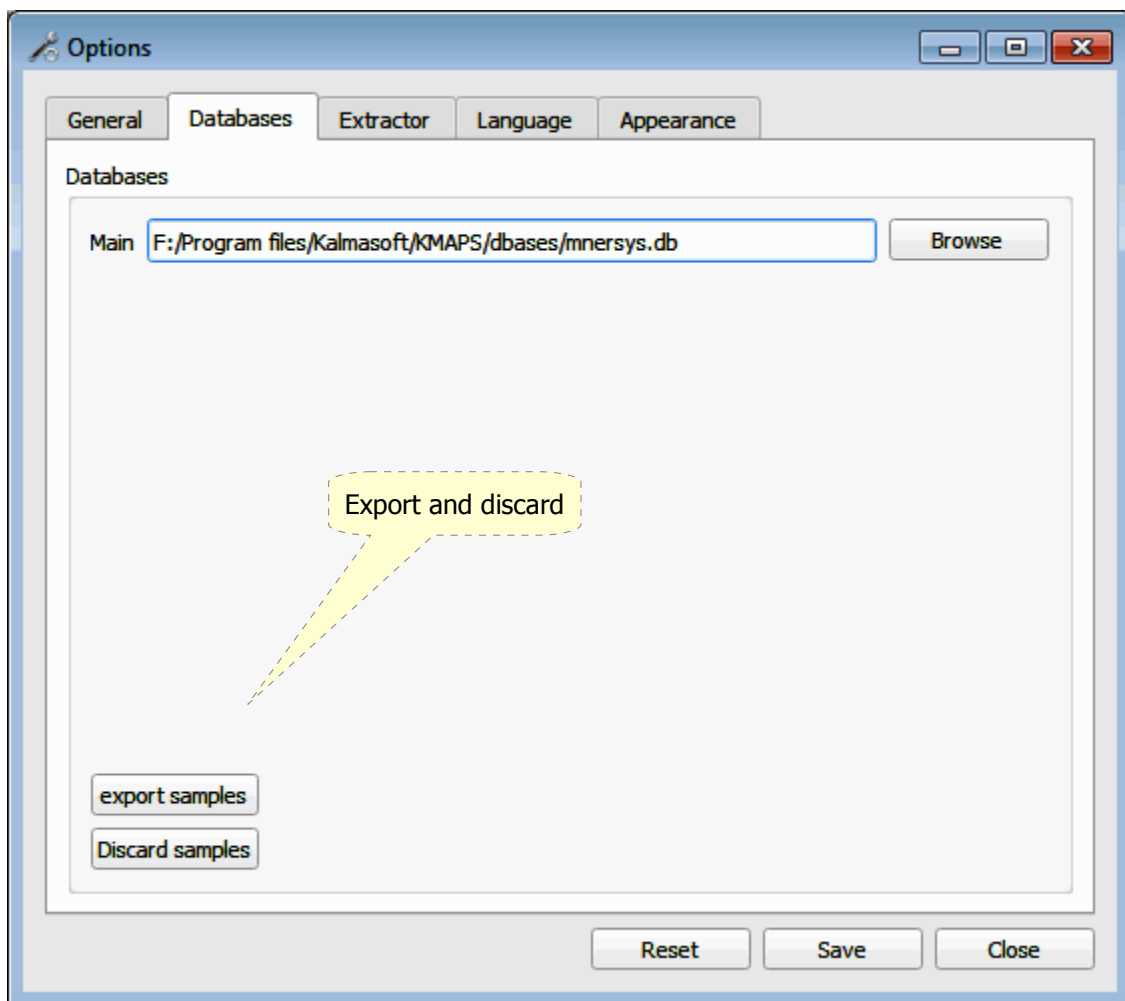 Options
General Databases Extractor Language Appearance
Databases
Main F:/Program files/Kalmasoft/KMAPS/dbases/mnersys.db Browse
Export and discard
export samples
Discard samples
Reset Save Close